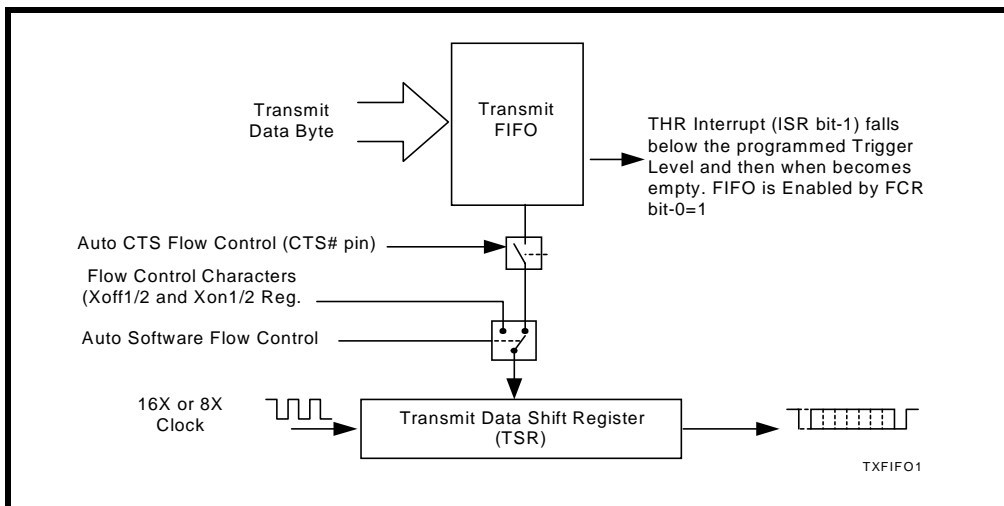 Transmit
Data Byte
Transmit
FIFO
THR Interrupt (ISR bit-1) falls
below the programmed Trigger
Level and then when becomes
empty. FIFO is Enabled by FCR
bit-0=1
Auto CTS Flow Control (CTS# pin)
Flow Control Characters
(Xoff1/2 and Xon1/2 Reg.
Auto Software Flow Control
16X or 8X
Clock
Transmit Data Shift Register
(TSR)
TXFIFO1